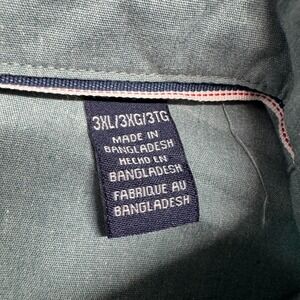 3XL/3XG/3TG
MADE IN
BANGLADESH
HECHO EN
BANGLADESH
FABRIQUE AU
BANGLADESH